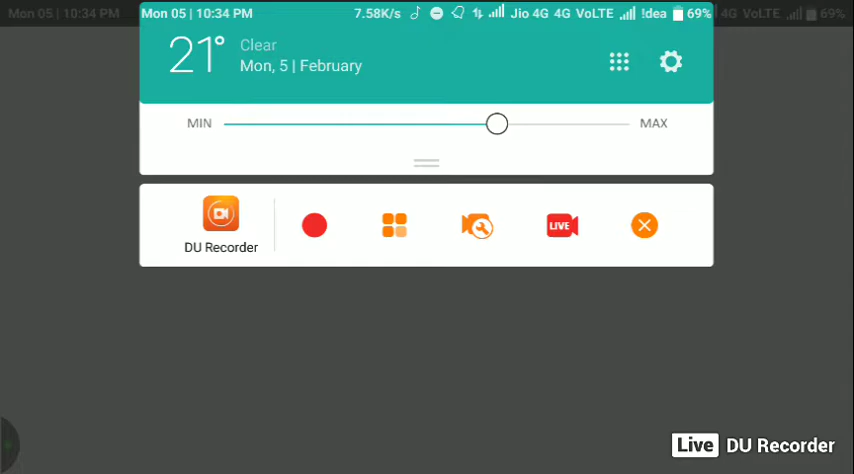 Mon 05 | 10:34 PM
Mon 05 | 10:34 PM 7.58K/s Jio 4G 4G VoLTE !dea 69%
4G VoLTE 69%
21° Clear
Mon, 5 | February
MIN MAX
DU Recorder
LIVE
Live DU Recorder